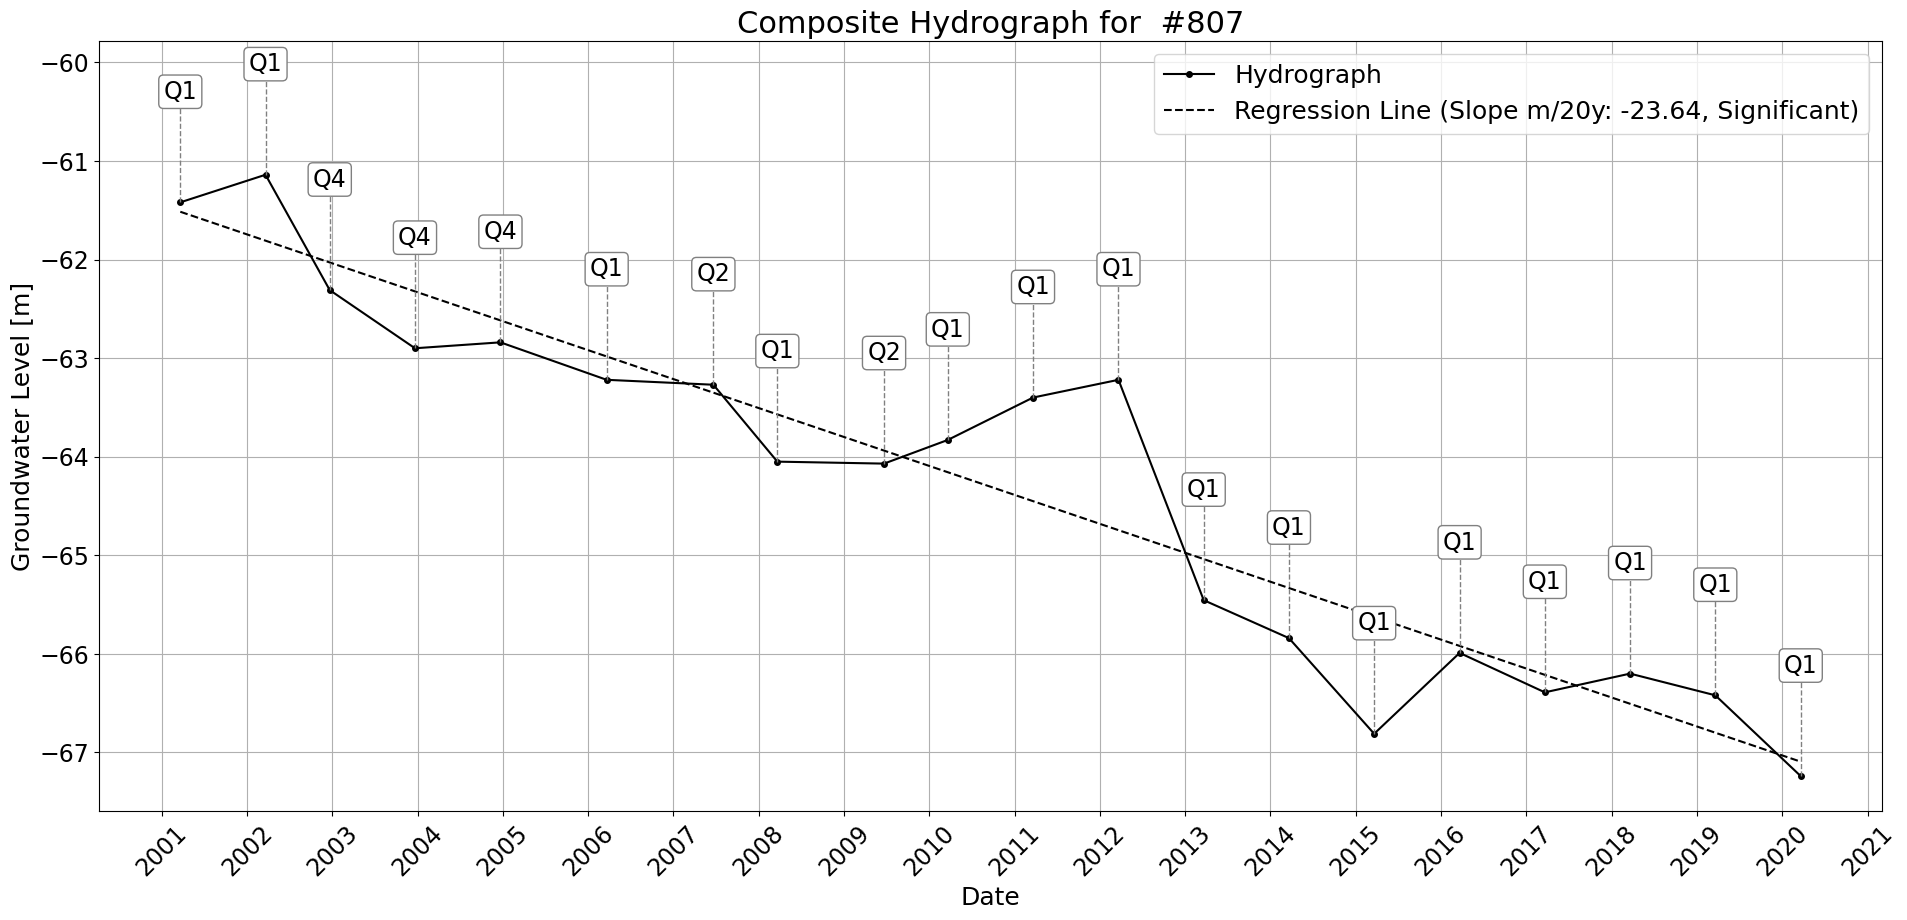 Composite Hydrograph for  #807
Hydrograph
Regression Line (Slope m/20y: -23.64, Significant)
Groundwater Level [m]
−60
−61
−62
−63
−64
−65
−66
−67
Q1
Q1
Q4
Q4
Q4
Q1
Q2
Q1
Q2
Q1
Q1
Q1
Q1
Q1
Q1
Q1
Q1
Q1
Q1
Q1
2001
2002
2003
2004
2005
2006
2007
2008
2009
2010
2011
2012
2013
2014
2015
2016
2017
2018
2019
2020
2021
Date